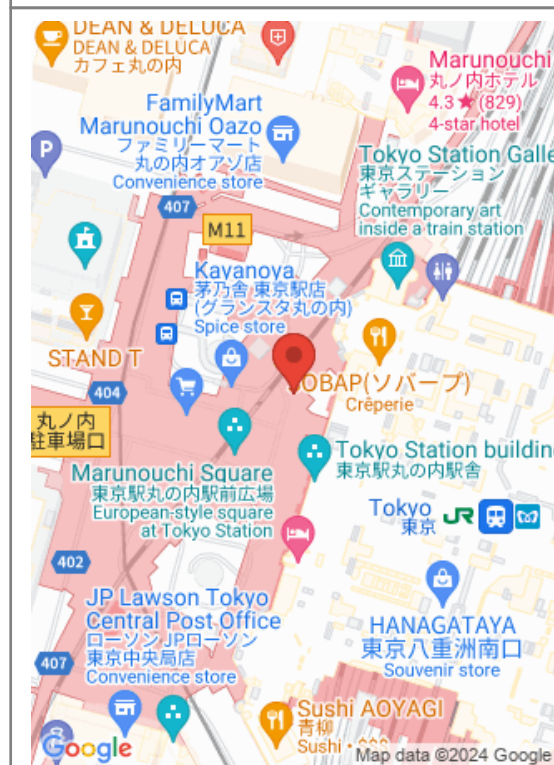 DEAN & DELUCA
DEAN & DELUCA
カフェ丸の内
Marunouchi
丸ノ内ホテル
4.3★(829)
4-star hotel
FamilyMart
Marunouchi Oazo
ファミリーマート
丸の内オアゾ店
Convenience store
P
Tokyo Station Galle
東京ステーション
ギャラリー
Contemporary art
inside a train station
407
M11
Kayanoya
茅乃舎 東京駅店
(グランスタ丸の内)
Spice store
STAND T
404
OBAP(ソバープ)
Crêperie
丸ノ内
駐車場口
Marunouchi Square
東京駅丸の内駅前広場
European-style square
at Tokyo Station
Tokyo Station building
東京駅丸の内駅舎
Tokyo
東京
JR
402
JP Lawson Tokyo
Central Post Office
ローソン JPローソン
東京中央局店
Convenience store
407
HANAGATAYA
東京八重洲南口
Souvenir store
Sushi AOYAGI
青柳
Sushi
Google
Map data ©2024 Google